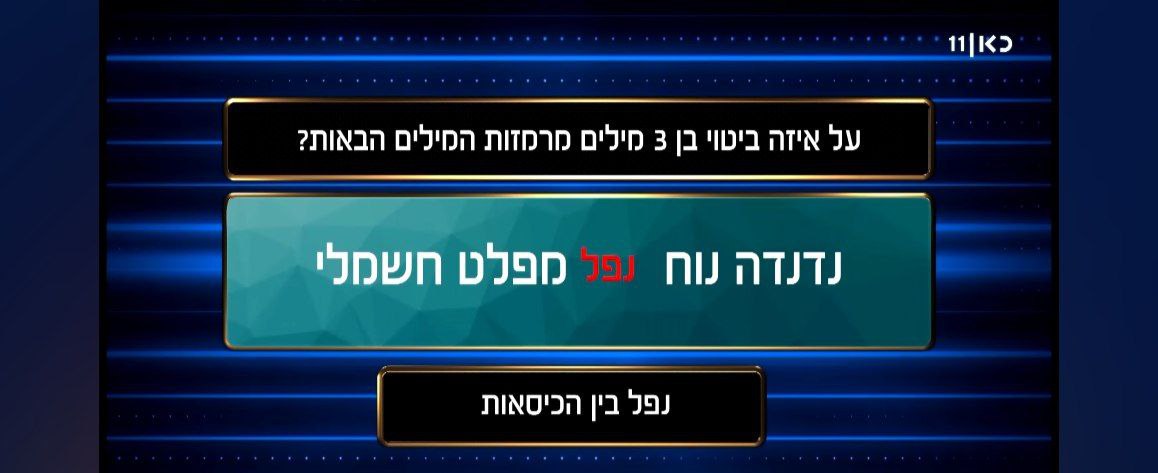 כאן|11
על איזה ביטוי בן 3 מילים מרמזות המילים הבאות?
נדנדה נוח נפל מפלט חשמלי
נפל בין הכיסאות